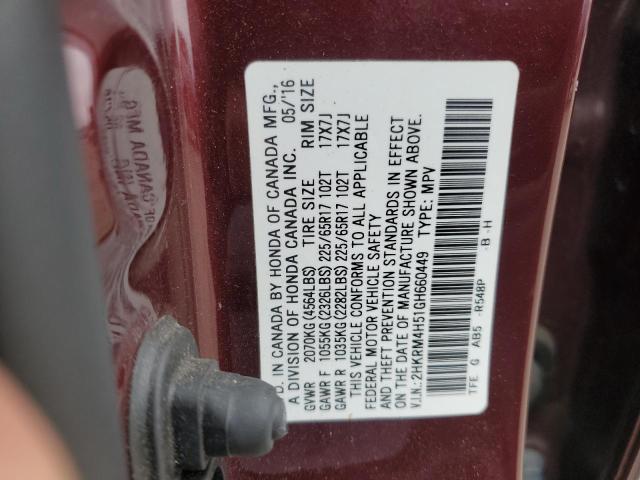 D. IN CANADA BY HONDA OF CANADA MFG.,
A DIVISION OF HONDA CANADA INC. 05/'16
GVWR 2070KG(4564LBS) TIRE SIZE RIM SIZE
GAWR F 1055KG(2326LBS) 225/65R17 102T 17X7J
GAWR R 1035KG(2282LBS) 225/65R17 102T 17X7J
THIS VEHICLE CONFORMS TO ALL APPLICABLE
FEDERAL MOTOR VEHICLE SAFETY
AND THEFT PREVENTION STANDARDS IN EFFECT
ON THE DATE OF MANUFACTURE SHOWN ABOVE.
V.I.N.: 2HKRM4H51GH660449 TYPE: MPV
TFE G AB5 -R548P -B -H